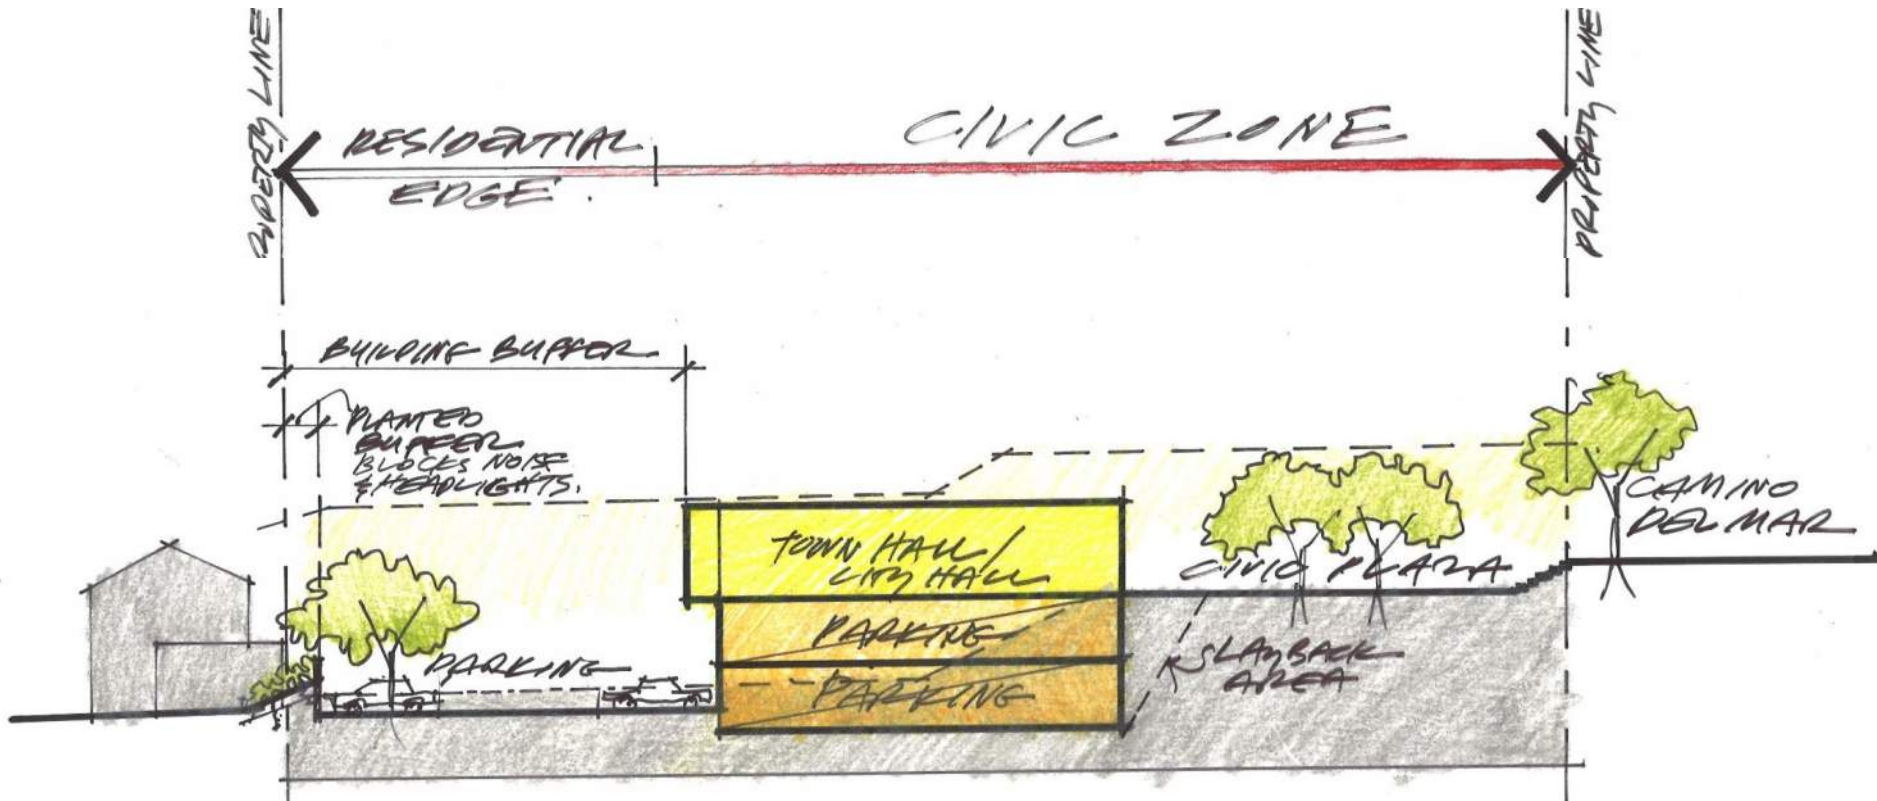 PROPERTY LINE
RESIDENTIAL
EDGE.
CIVIC ZONE
PROPERTY LINE
BUILDING BUFFER
PLANTED
BUFFER
BLOCKS NOISE
& HEADLIGHTS.
TOWN HALL/
CITY HALL
CIVIC PLAZA
CAMINO
DEL MAR
PARKING
PARKING
PARKING
SLAYBACK
AREA